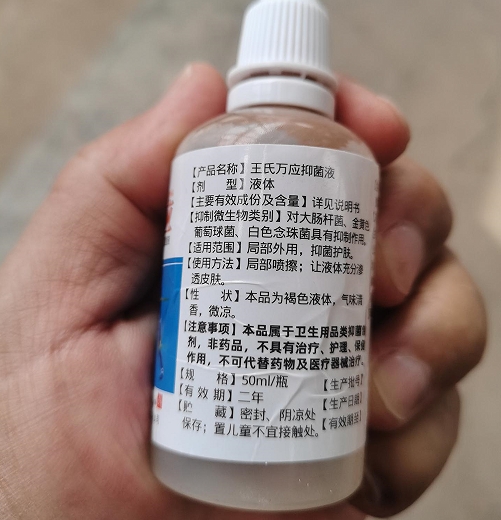 【产品名称】王氏万应抑菌液
【剂 型】液体
【主要有效成份及含量】详见说明书
【抑制微生物类别】对大肠杆菌、金黄色
葡萄球菌、白色念珠菌具有抑制作用。
【适用范围】局部外用，抑菌护肤。
【使用方法】局部喷擦；让液体充分渗
透皮肤。
【性 状】本品为褐色液体，气味清
香，微凉。
【注意事项】本品属于卫生用品类抑菌
剂，非药品，不具有治疗、护理、保健
作用，不可代替药物及医疗器械治疗。
【规 格】50ml/瓶
【生产批号】
【有 效 期】二年
【生产日期】
【贮 藏】密封、阴凉处
【有效期至】
保存；置儿童不宜接触处。